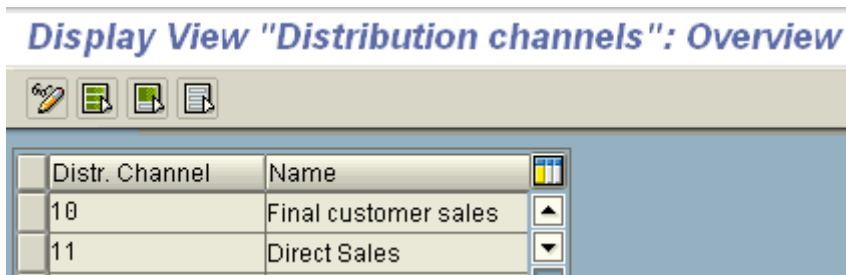 Display View "Distribution channels": Overview
Distr. Channel Name
10 Final customer sales
11 Direct Sales